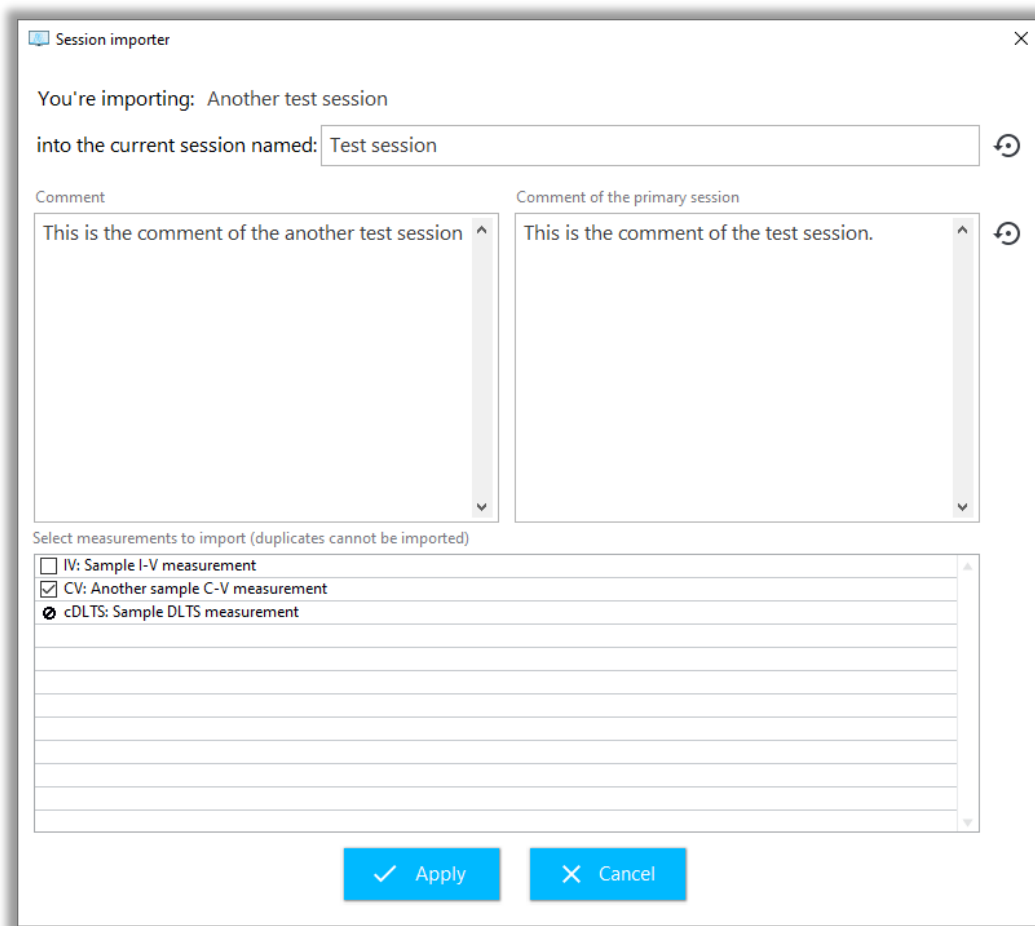 Session importer
You're importing: Another test session
into the current session named: Test session
Comment
Comment of the primary session
This is the comment of the another test session
This is the comment of the test session.
Select measurements to import (duplicates cannot be imported)
IV: Sample I-V measurement
CV: Another sample C-V measurement
cDLTS: Sample DLTS measurement
Apply
Cancel